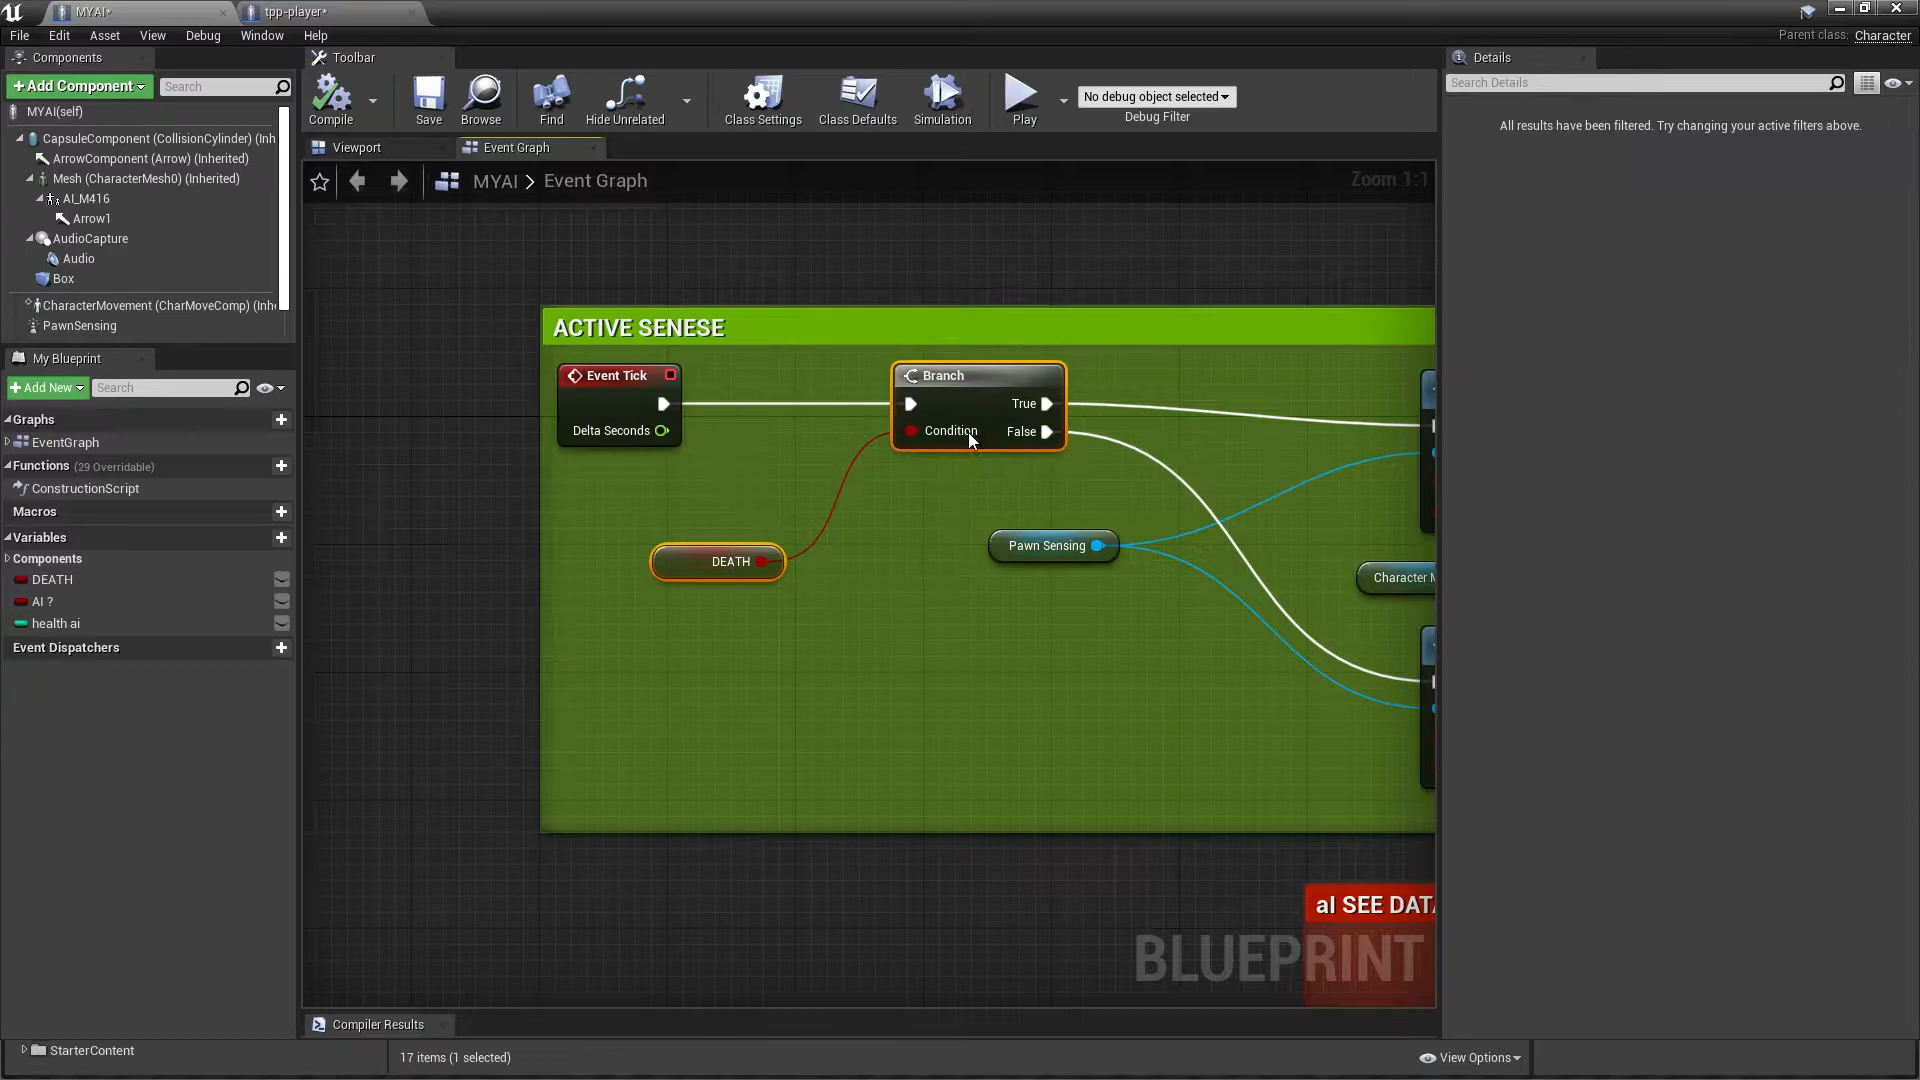 MYAI*
tpp-player*
File Edit Asset View Debug Window Help
Parent class: Character
Components
Toolbar
Details
+Add Component
Search
Compile
Save
Browse
Find
Hide Unrelated
Class Settings
Class Defaults
Simulation
Play
No debug object selected
Debug Filter
Search Details
All results have been filtered. Try changing your active filters above.
MYAI(self)
CapsuleComponent (CollisionCylinder) (Inh
ArrowComponent (Arrow) (Inherited)
Mesh (CharacterMesh0) (Inherited)
AI_M416
Arrow1
AudioCapture
Audio
Box
CharacterMovement (CharMoveComp) (Inhe
PawnSensing
Viewport
Event Graph
MYAI > Event Graph
Zoom 1:1
My Blueprint
+Add New
Search
Graphs
EventGraph
Functions (29 Overridable)
ConstructionScript
Macros
Variables
Components
DEATH
AI ?
health ai
Event Dispatchers
ACTIVE SENESE
Event Tick
Delta Seconds
Branch
True
Condition
False
DEATH
Pawn Sensing
Character M
aI SEE DATA
BLUEPRINT
Compiler Results
StarterContent
17 items (1 selected)
View Options